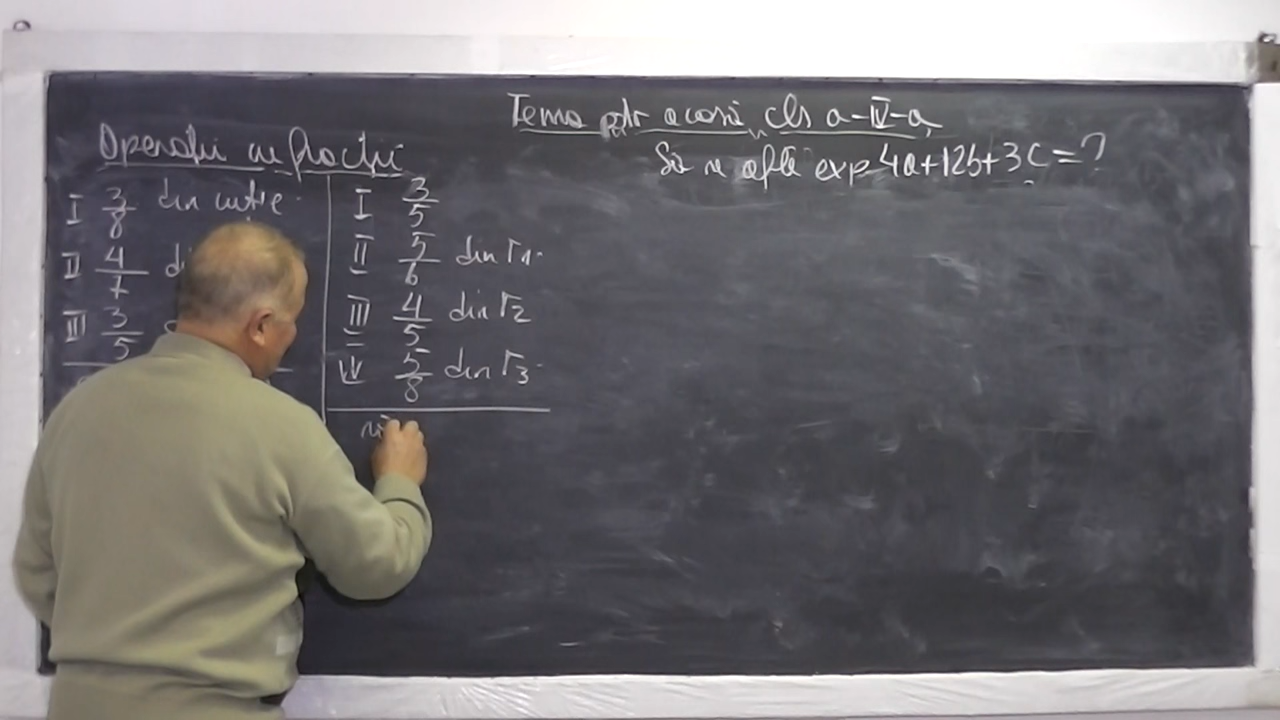 Tema ptr acasă cls a-IV-a
Să se afle exp 4a+12b+3c=?
Operații cu fracții
I 3/8 din cutie
II 4/7
III 3/5
I 3/5
II 5/6 din r1
III 4/5 din r2
IV 5/8 din r3